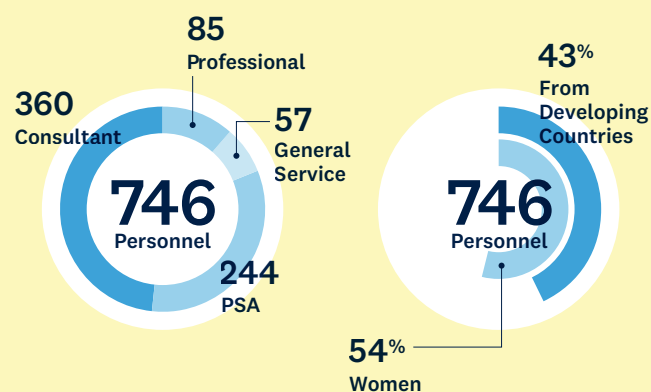 85
Professional
360
Consultant
57
General
Service
746
Personnel
244
PSA
43%
From
Developing
Countries
746
Personnel
54%
Women